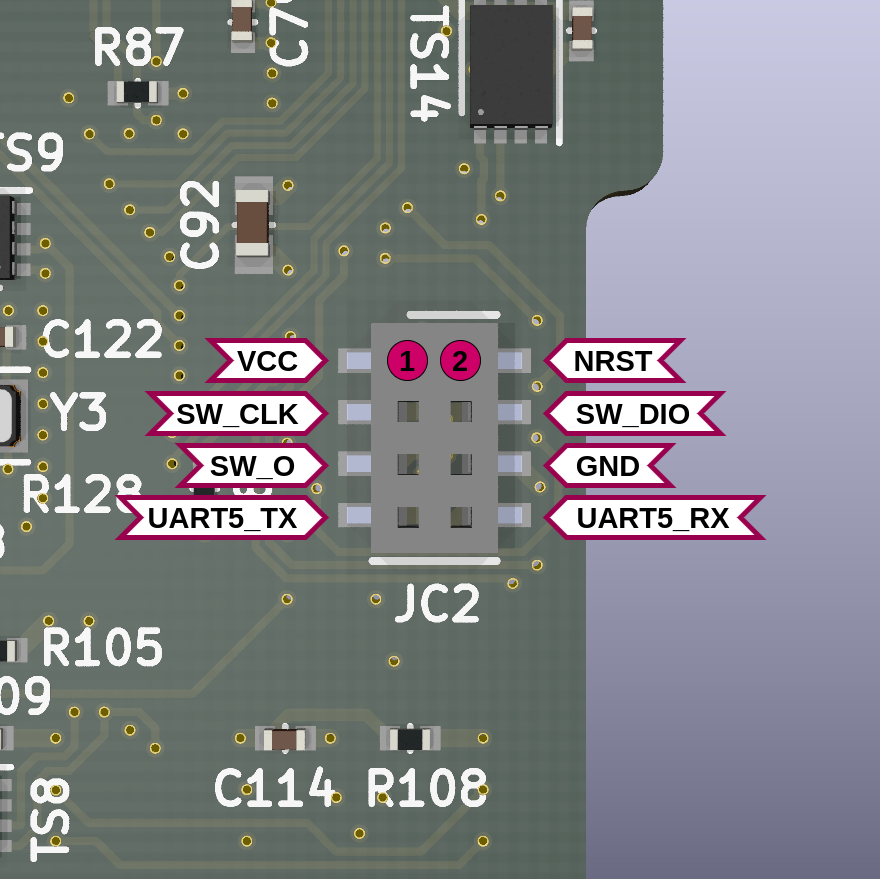 R87
C79
TS14
TS9
C92
C122
VCC
1
2
NRST
Y3
SW_CLK
SW_DIO
SW_O
GND
R128
UART5_TX
UART5_RX
JC2
R105
09
C114
R108
TS8